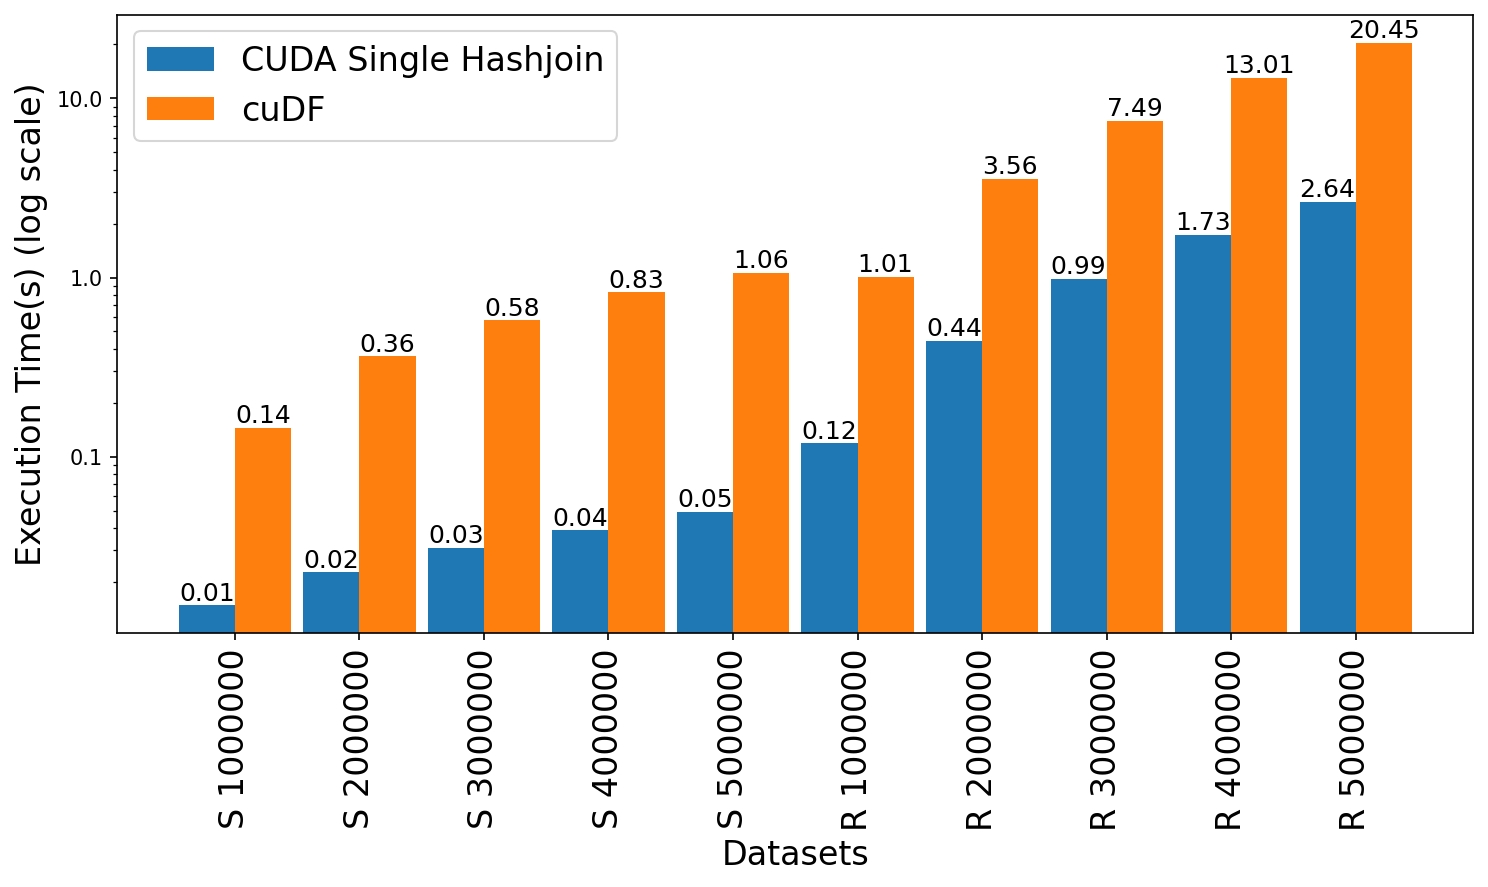 CUDA Single Hashjoin
cuDF
Execution Time(s) (log scale)
10.0
1.0
0.1
0.01
0.14
0.02
0.36
0.03
0.58
0.04
0.83
0.05
1.06
0.12
1.01
0.44
3.56
0.99
7.49
1.73
13.01
2.64
20.45
S 1000000
S 2000000
S 3000000
S 4000000
S 5000000
R 1000000
R 2000000
R 3000000
R 4000000
R 5000000
Datasets